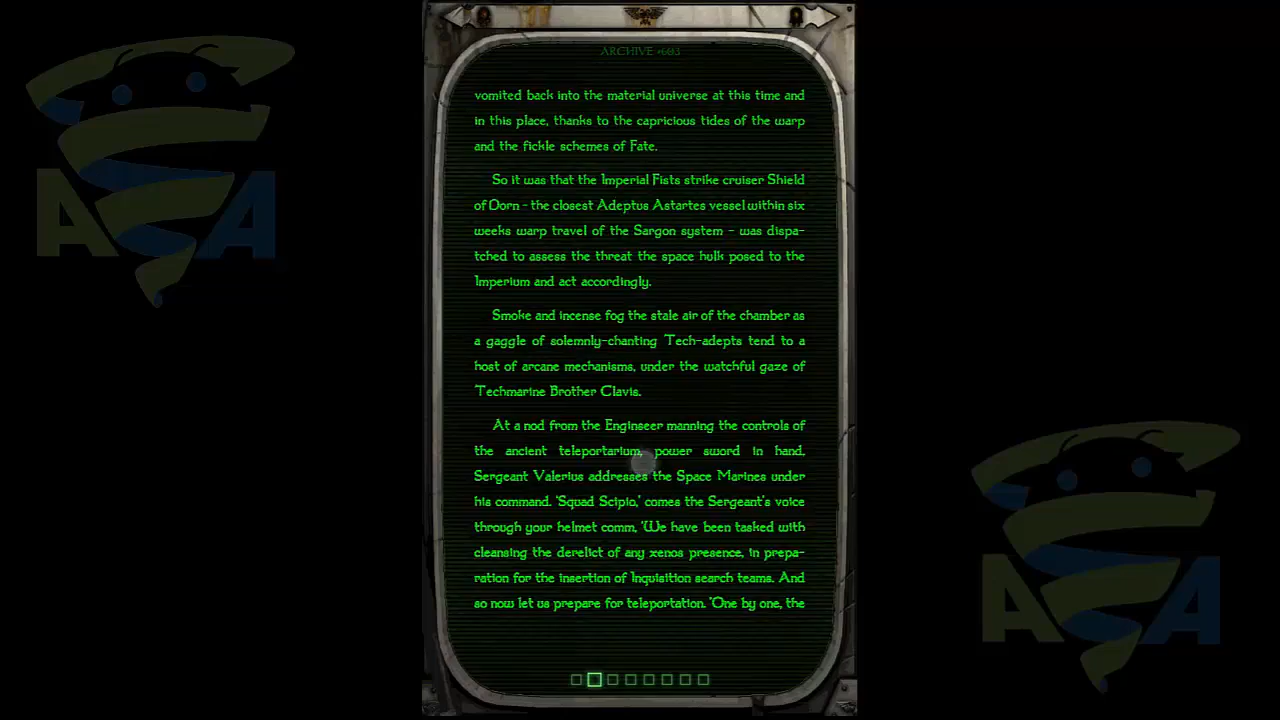 ARCHIVE +603
vomited back into the material universe at this time and
in this place, thanks to the capricious tides of the warp
and the fickle schemes of Fate.
So it was that the Imperial Fists strike cruiser Shield
of Dorn - the closest Adeptus Astartes vessel within six
weeks warp travel of the Sargon system - was dispa-
tched to assess the threat the space hulk posed to the
Imperium and act accordingly.
Smoke and incense fog the stale air of the chamber as
a gaggle of solemnly-chanting Tech-adepts tend to a
host of arcane mechanisms, under the watchful gaze of
Techmarine Brother Clavis.
At a nod from the Enginseer manning the controls of
the ancient teleportarium, power sword in hand,
Sergeant Valerius addresses the Space Marines under
his command. 'Squad Scipio,' comes the Sergeant's voice
through your helmet comm, 'We have been tasked with
cleansing the derelict of any xenos presence, in prepa-
ration for the insertion of Inquisition search teams. And
so now let us prepare for teleportation. 'One by one, the
A A
A A